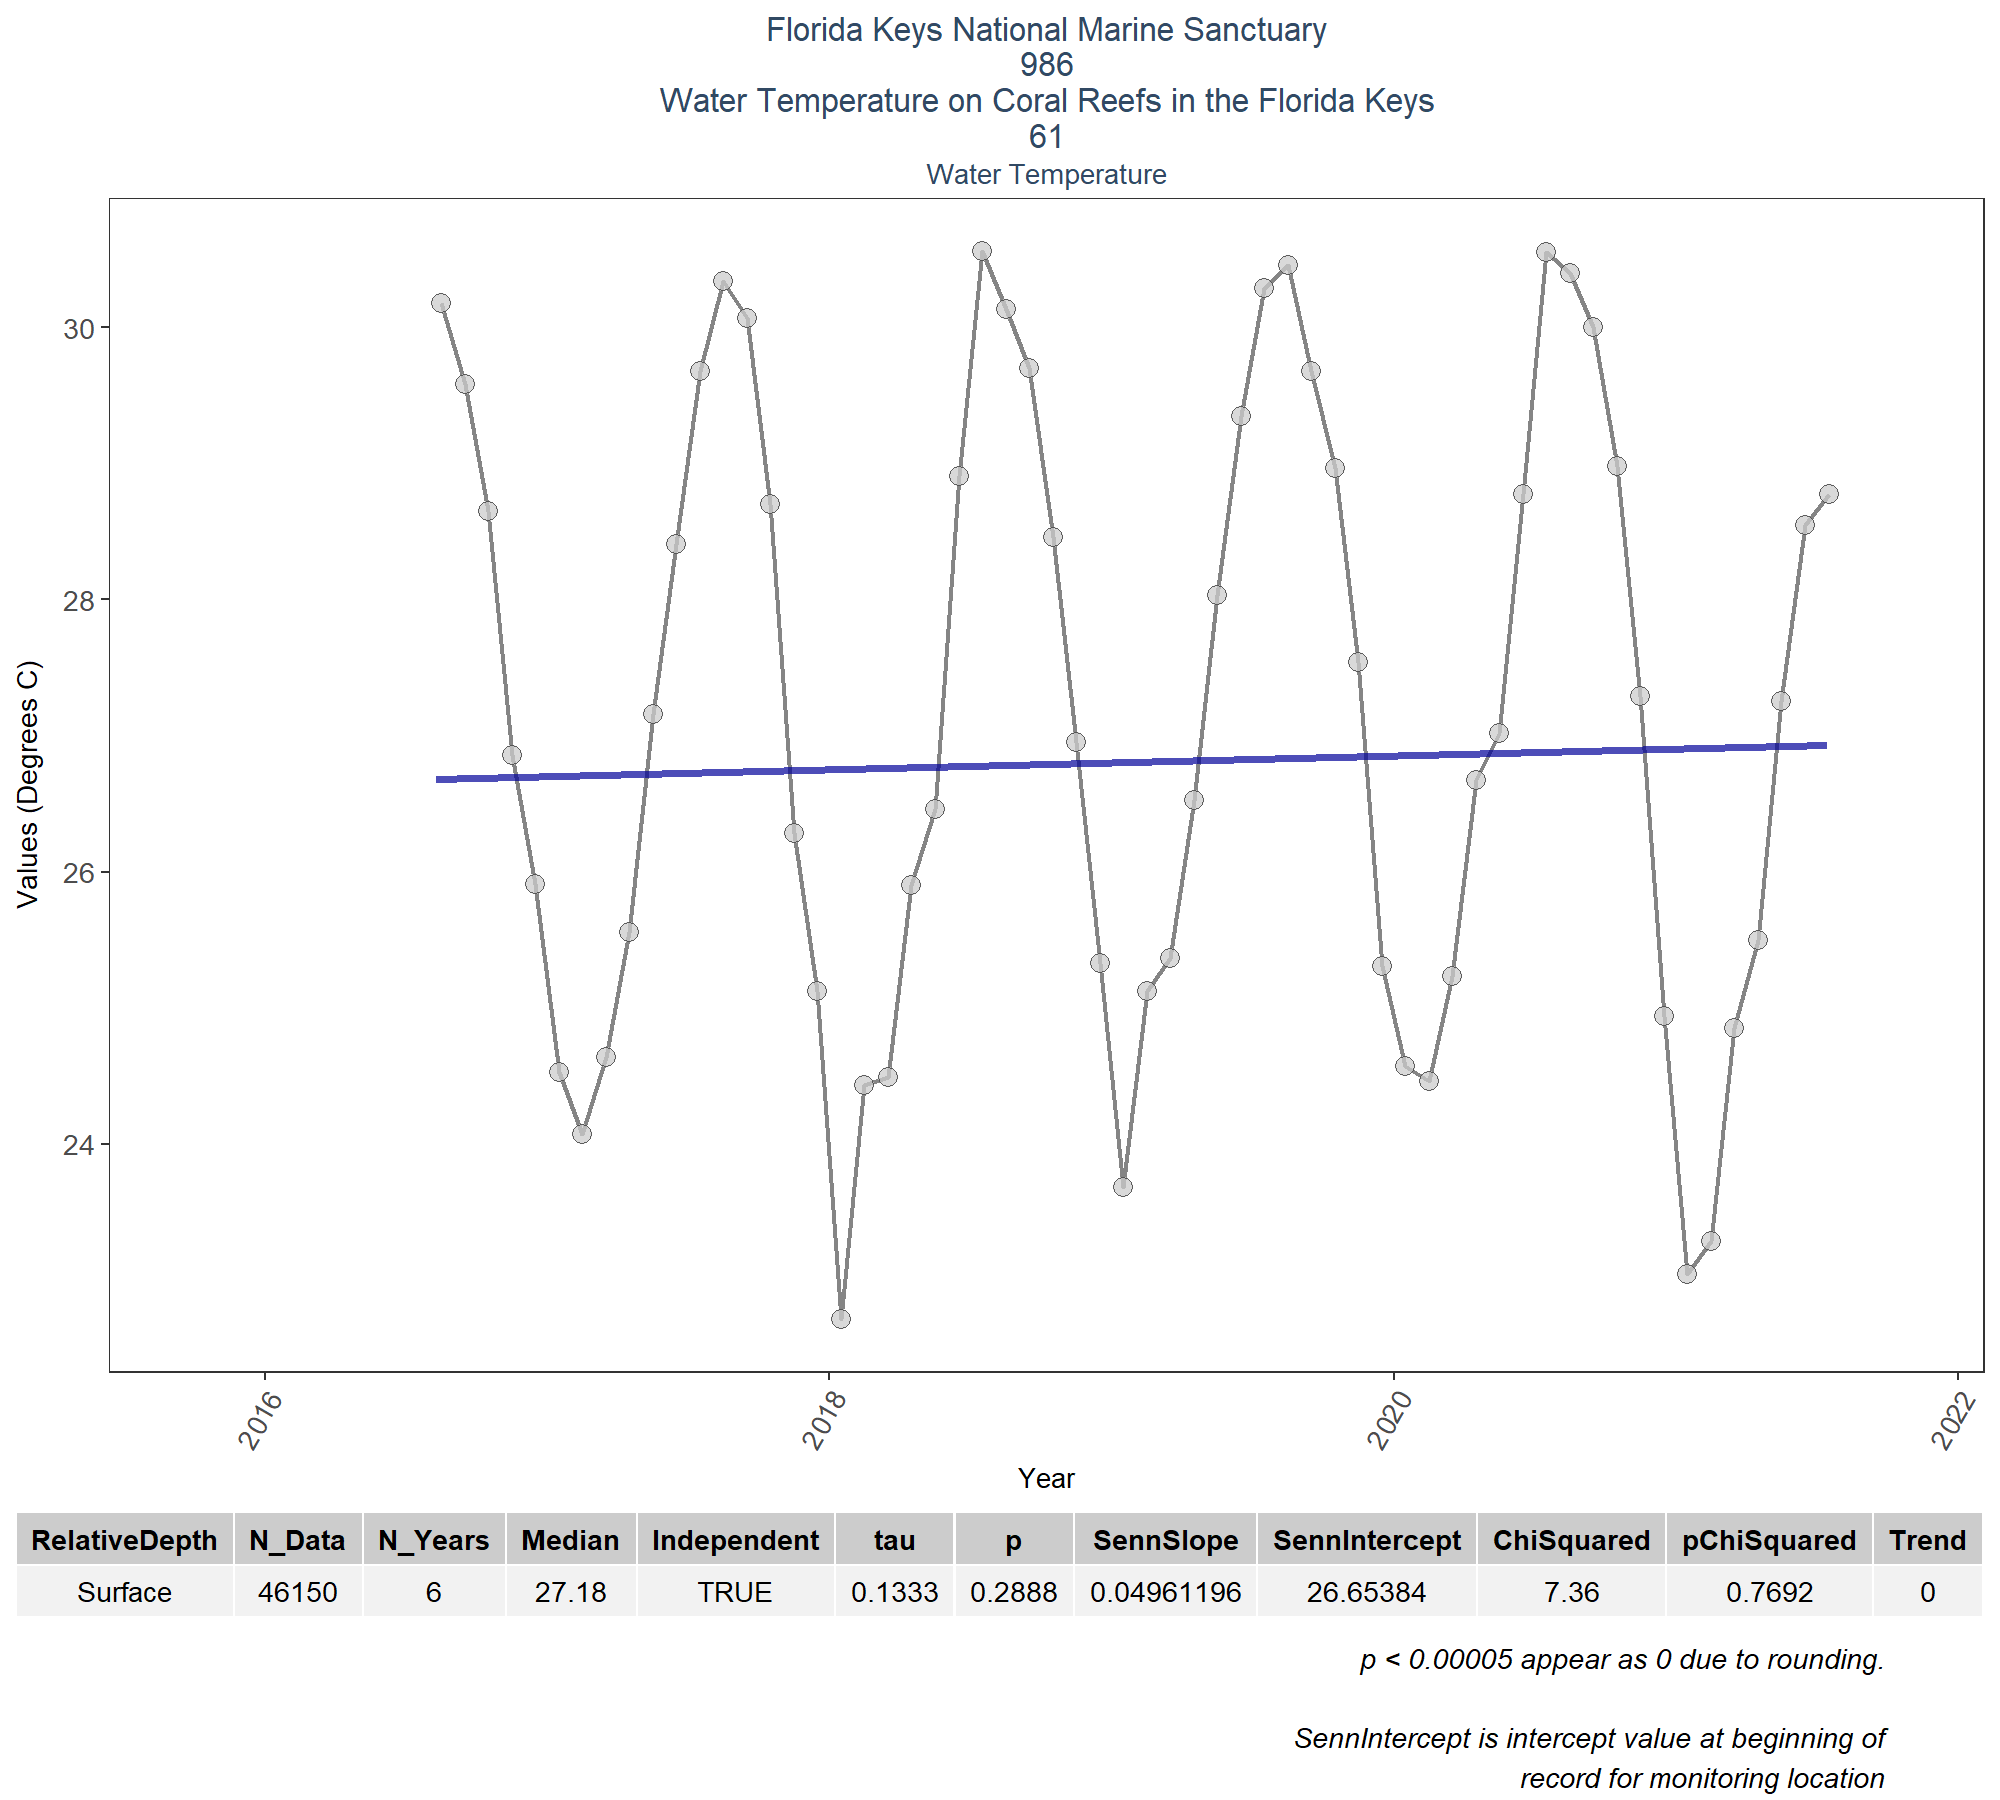 Florida Keys National Marine Sanctuary
986
Water Temperature on Coral Reefs in the Florida Keys
61
Water Temperature
Values (Degrees C)
30
28
26
24
2016
2018
2020
2022
Year
RelativeDepth N_Data N_Years Median Independent tau p SennSlope SennIntercept ChiSquared pChiSquared Trend
Surface 46150 6 27.18 TRUE 0.1333 0.2888 0.04961196 26.65384 7.36 0.7692 0
p < 0.00005 appear as 0 due to rounding.
SennIntercept is intercept value at beginning of
record for monitoring location